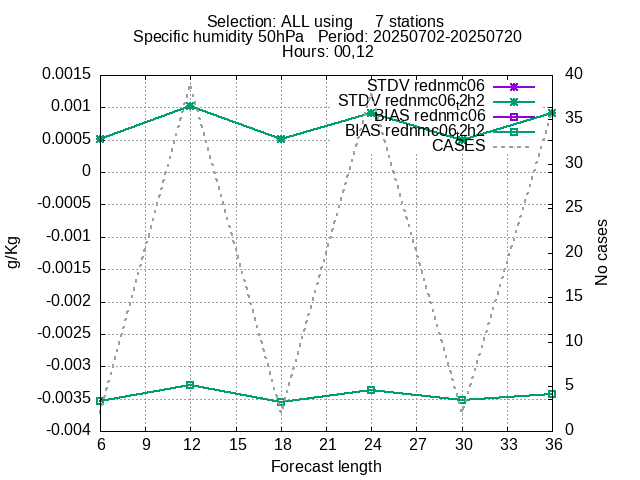 Selection: ALL using     7 stations
Specific humidity 50hPa   Period: 20250702-20250720
Hours: 00,12
0.0015
0.001
0.0005
0
-0.0005
-0.001
-0.0015
-0.002
-0.0025
-0.003
-0.0035
-0.004
40
35
30
25
20
15
10
5
0
STDV rednmc06
STDV rednmc06,2h2
BIAS rednmc06
BIAS rednmc06,2h2
CASES
g/Kg
No cases
6 9 12 15 18 21 24 27 30 33 36
Forecast length